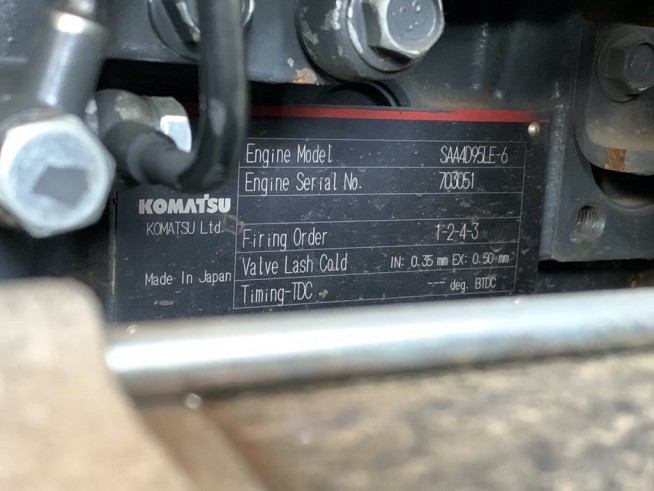 Engine Model SAA4D95LE-6
Engine Serial No. 703051
KOMATSU
KOMATSU Ltd.
Firing Order 1-2-4-3
Valve Lash Cold IN: 0.35 mm EX: 0.50 mm
Made In Japan
Timing-TDC --- deg. BTDC